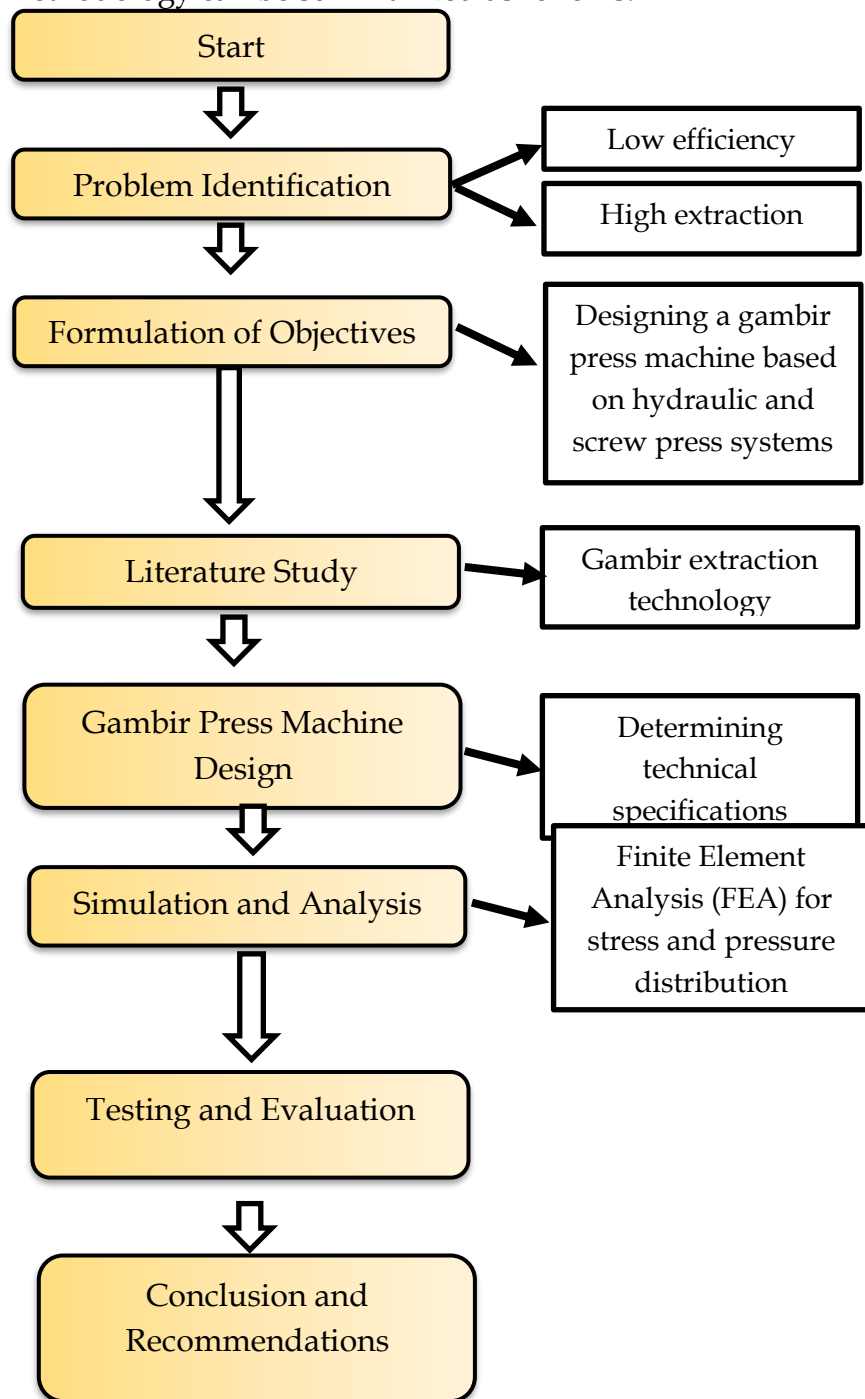 Start
Problem Identification
Low efficiency
High extraction
Formulation of Objectives
Designing a gambir
press machine based
on hydraulic and
screw press systems
Literature Study
Gambir extraction
technology
Gambir Press Machine
Design
Determining
technical
specifications
Simulation and Analysis
Finite Element
Analysis (FEA) for
stress and pressure
distribution
Testing and Evaluation
Conclusion and
Recommendations